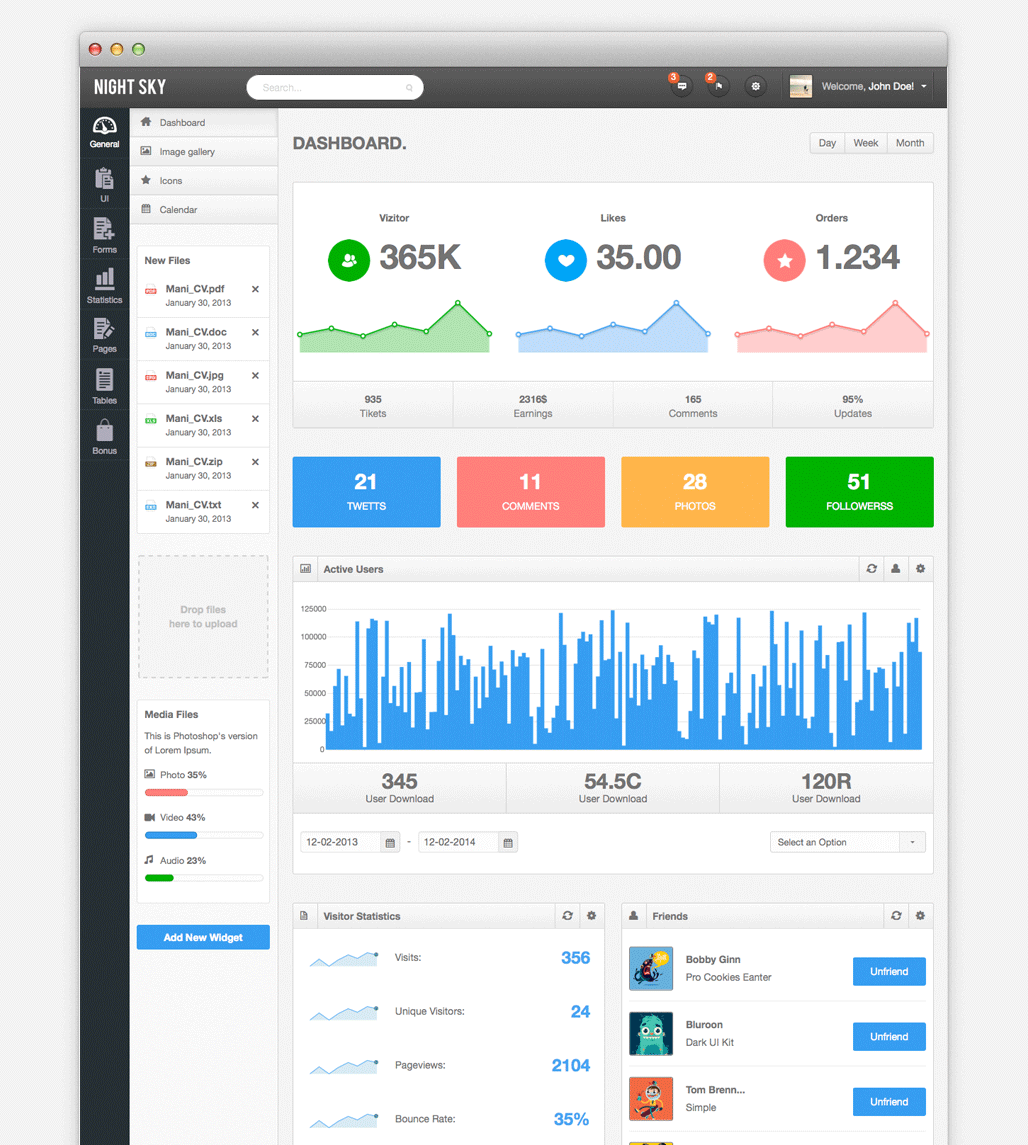 NIGHT SKY
Search...
3
2
Welcome, John Doe!
General
UI
Forms
Statistics
Pages
Tables
Bonus
Dashboard
Image gallery
Icons
Calendar
New Files
Mani_CV.pdf
January 30, 2013
Mani_CV.doc
January 30, 2013
Mani_CV.jpg
January 30, 2013
Mani_CV.xls
January 30, 2013
Mani_CV.zip
January 30, 2013
Mani_CV.txt
January 30, 2013
Drop files
here to upload
Media Files
This is Photoshop's version
of Lorem Ipsum.
Photo 35%
Video 43%
Audio 23%
Add New Widget
DASHBOARD.
Day Week Month
Vizitor
365K
Likes
35.00
Orders
1.234
935
Tikets
2316$
Earnings
165
Comments
95%
Updates
21
TWETTS
11
COMMENTS
28
PHOTOS
51
FOLLOWERSS
Active Users
125000
100000
75000
50000
25000
0
345
User Download
54.5C
User Download
120R
User Download
12-02-2013 - 12-02-2014
Select an Option
Visitor Statistics
Visits: 356
Unique Visitors: 24
Pageviews: 2104
Bounce Rate: 35%
Friends
Bobby Ginn
Pro Cookies Eanter
Unfriend
Bluroon
Dark UI Kit
Unfriend
Tom Brenn...
Simple
Unfriend